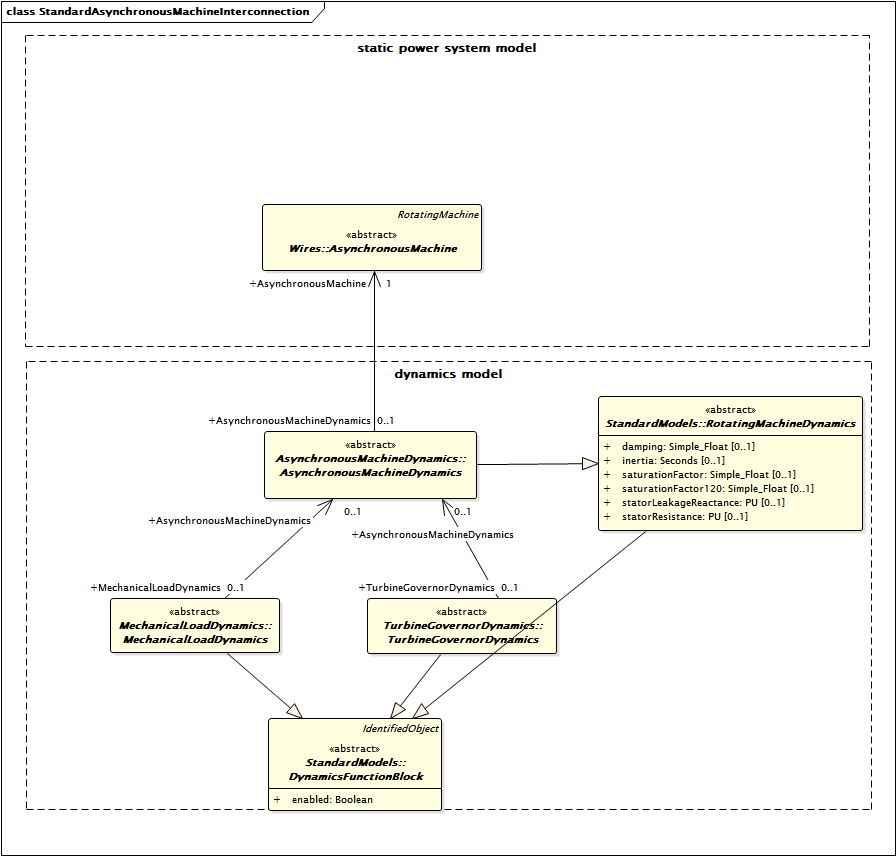 class StandardAsynchronousMachineInterconnection
static power system model
RotatingMachine
«abstract»
Wires::AsynchronousMachine
+AsynchronousMachine 1
dynamics model
+AsynchronousMachineDynamics 0..1
«abstract»
AsynchronousMachineDynamics::
AsynchronousMachineDynamics
«abstract»
StandardModels::RotatingMachineDynamics
+ damping: Simple_Float [0..1]
+ inertia: Seconds [0..1]
+ saturationFactor: Simple_Float [0..1]
+ saturationFactor120: Simple_Float [0..1]
+ statorLeakageReactance: PU [0..1]
+ statorResistance: PU [0..1]
0..1
+AsynchronousMachineDynamics
0..1
+AsynchronousMachineDynamics
+MechanicalLoadDynamics 0..1
+TurbineGovernorDynamics 0..1
«abstract»
MechanicalLoadDynamics::
MechanicalLoadDynamics
«abstract»
TurbineGovernorDynamics::
TurbineGovernorDynamics
IdentifiedObject
«abstract»
StandardModels::
DynamicsFunctionBlock
+ enabled: Boolean